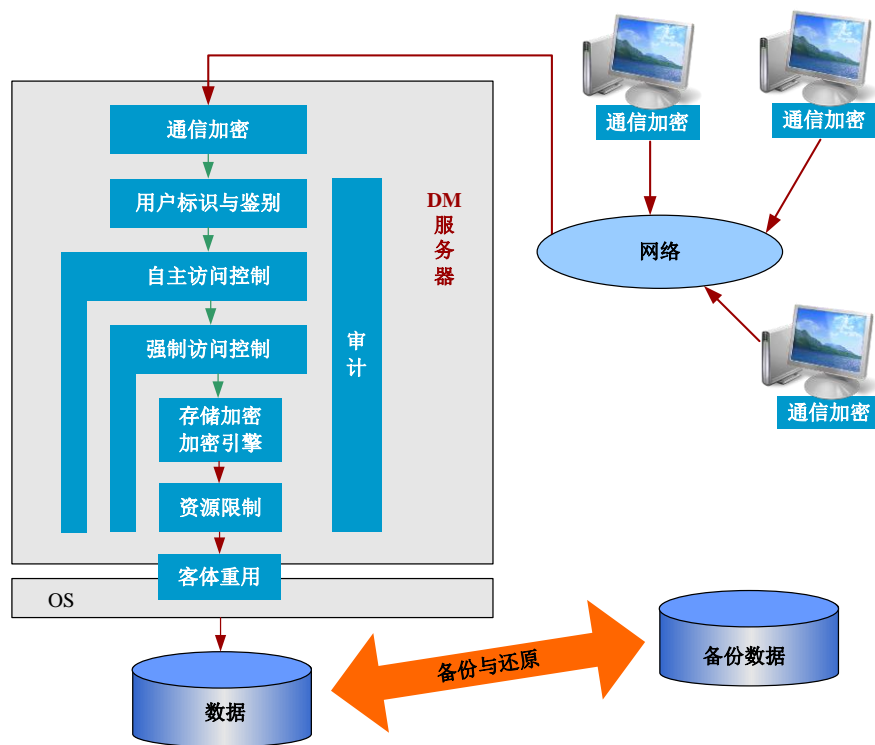 通信加密
通信加密
通信加密
用户标识与鉴别
DM
服
务
器
网络
自主访问控制
强制访问控制
审
计
存储加密
加密引擎
通信加密
资源限制
客体重用
OS
备份与还原
备份数据
数据